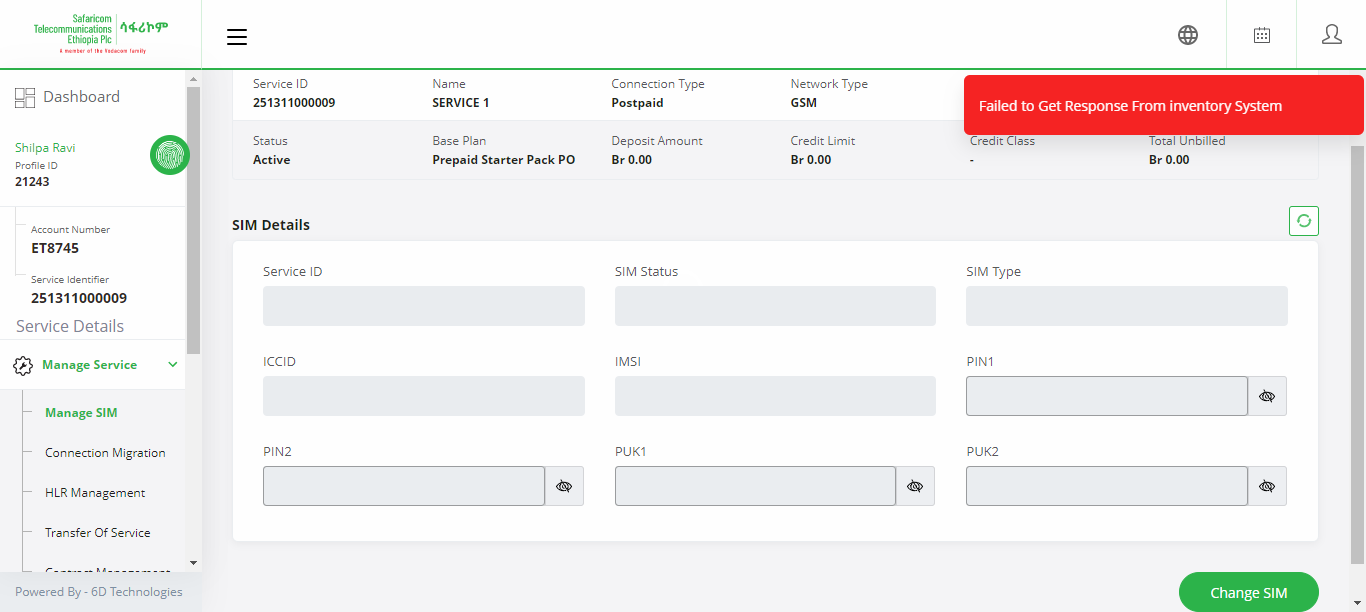 Safaricom
Telecommunications
Ethiopia Plc
ሳፋሪኮም
A member of the Vodacom family
Dashboard
Shilpa Ravi
Profile ID
21243
Account Number
ET8745
Service Identifier
251311000009
Service Details
Manage Service
Manage SIM
Connection Migration
HLR Management
Transfer Of Service
Contract Management
Powered By - 6D Technologies
Failed to Get Response From inventory System
Service ID Name Connection Type Network Type
251311000009 SERVICE 1 Postpaid GSM
Status Base Plan Deposit Amount Credit Limit Credit Class Total Unbilled
Active Prepaid Starter Pack PO Br 0.00 Br 0.00 - Br 0.00
SIM Details
Service ID SIM Status SIM Type
ICCID IMSI PIN1
PIN2 PUK1 PUK2
Change SIM